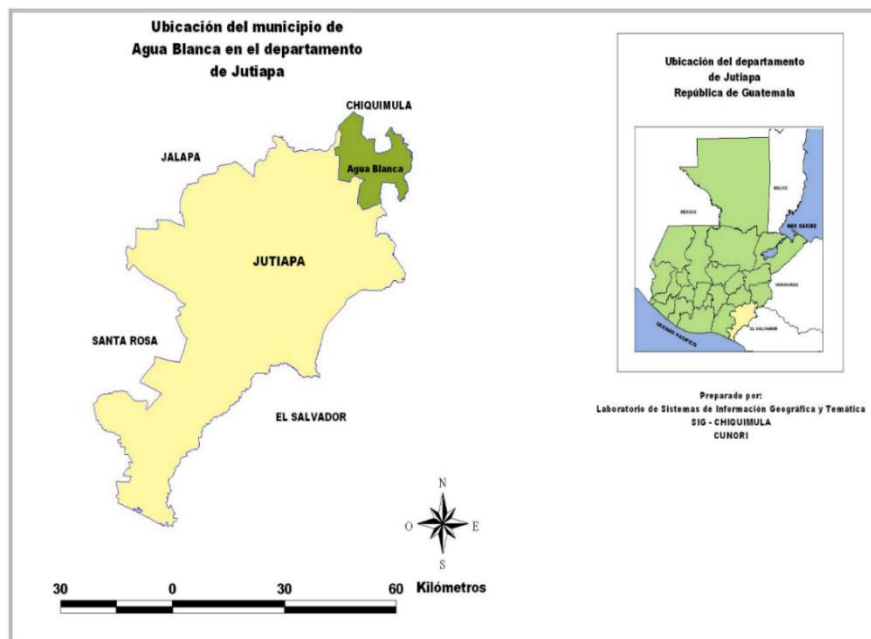 Ubicación del municipio de
Agua Blanca en el departamento
de Jutiapa
CHIQUIMULA
JALAPA
Agua Blanca
JUTIAPA
SANTA ROSA
EL SALVADOR
N
O
E
S
30 0 30 60 Kilómetros
Ubicación del departamento
de Jutiapa
República de Guatemala
BELICE
MEXICO
MAR CARIBE
HONDURAS
EL SALVADOR
OCEANO PACIFICO
Preparado por:
Laboratorio de Sistemas de Información Geográfica y Temática
SIG - CHIQUIMULA
CUNORI